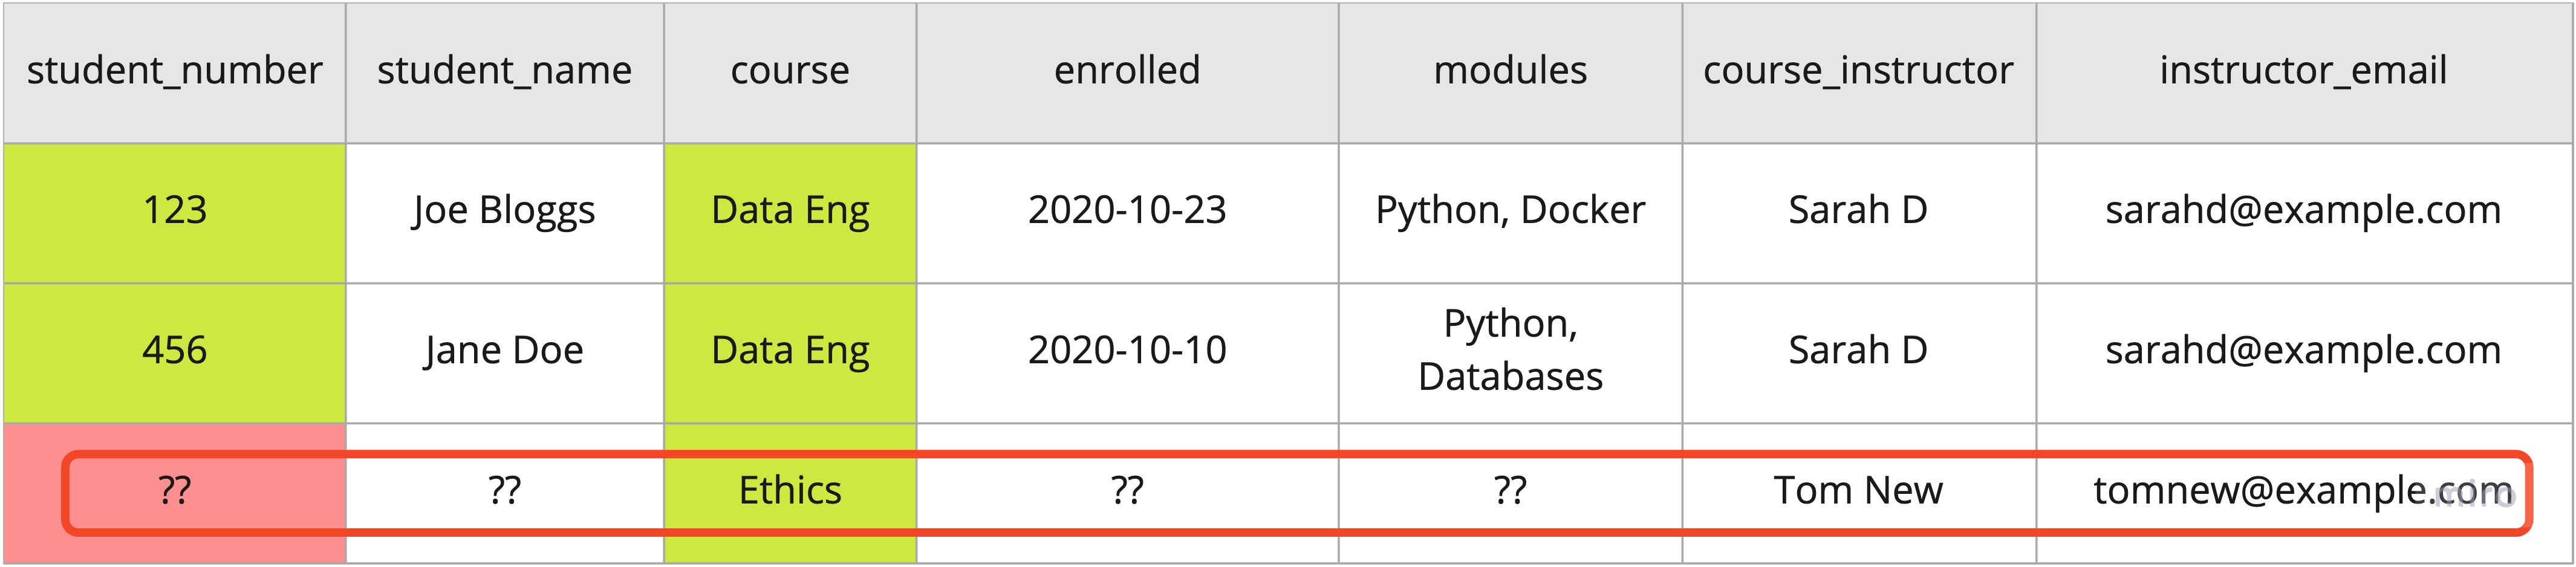 student_number student_name course enrolled modules course_instructor instructor_email
123 Joe Bloggs Data Eng 2020-10-23 Python, Docker Sarah D sarahd@example.com
456 Jane Doe Data Eng 2020-10-10 Python, Databases Sarah D sarahd@example.com
?? ?? Ethics ?? ?? Tom New tomnew@example.com
miro